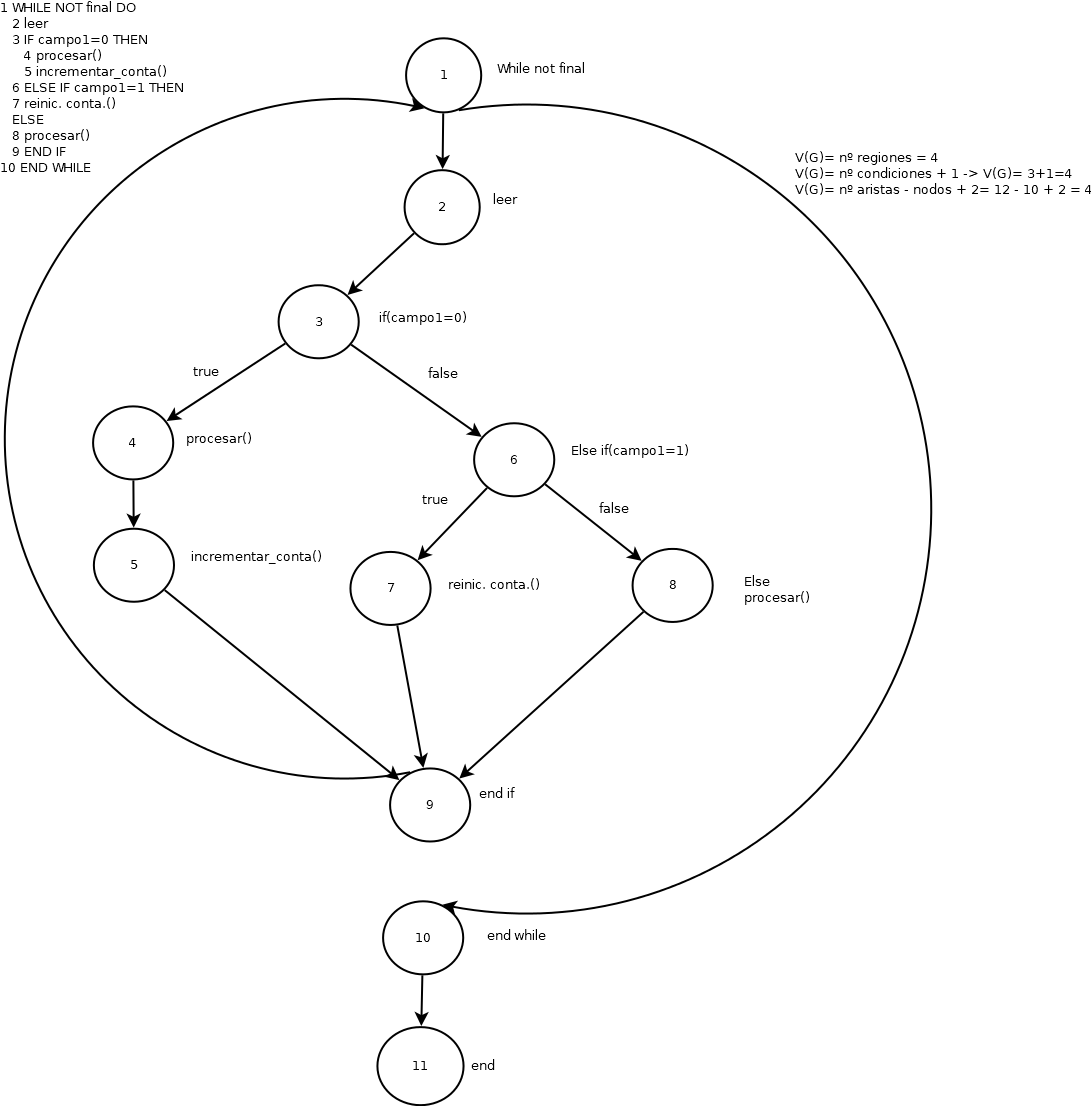 1 WHILE NOT final DO
2 leer
3 IF campo1=0 THEN
4 procesar()
5 incrementar_conta()
6 ELSE IF campo1=1 THEN
7 reinic. conta.()
ELSE
8 procesar()
9 END IF
10 END WHILE
1
While not final
V(G)= nº regiones = 4
V(G)= nº condiciones + 1 -> V(G)= 3+1=4
V(G)= nº aristas - nodos + 2= 12 - 10 + 2 = 4
2
leer
3
if(campo1=0)
true
false
4
procesar()
6
Else if(campo1=1)
true
false
5
incrementar_conta()
7
reinic. conta.()
8
Else
procesar()
9
end if
10
end while
11
end